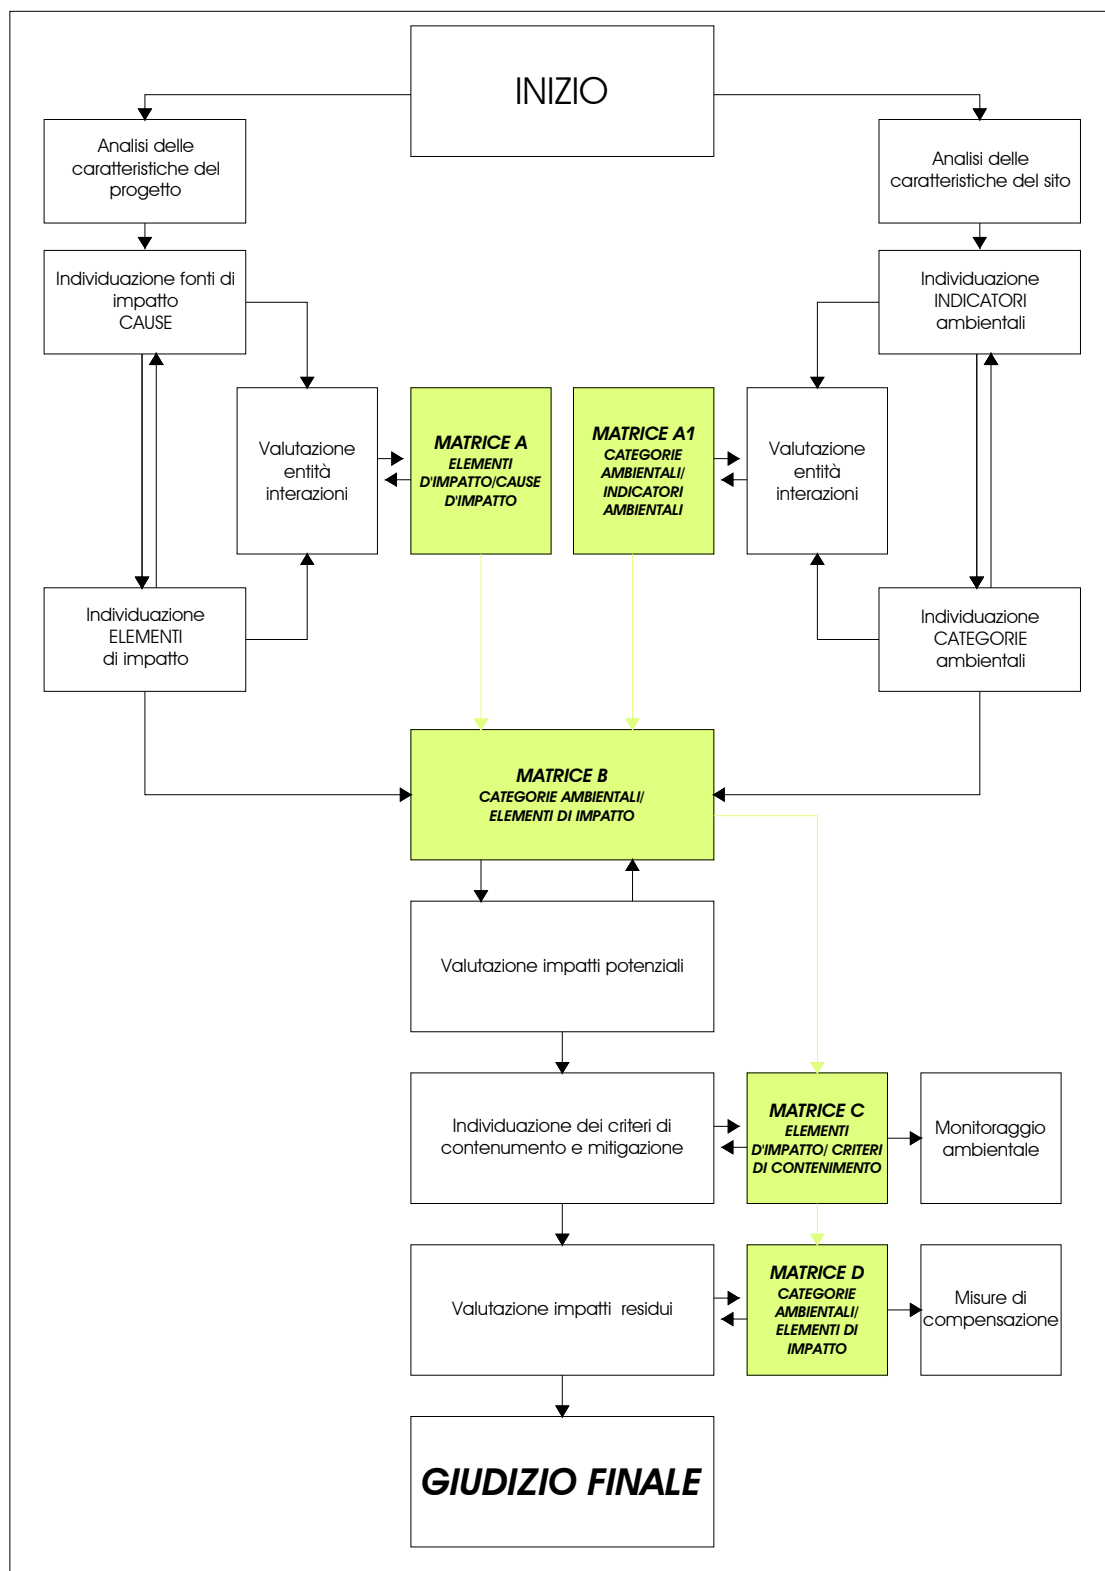 INIZIO
Analisi delle
caratteristiche del
progetto
Analisi delle
caratteristiche del sito
Individuazione fonti di
impatto
CAUSE
Individuazione
INDICATORI
ambientali
Valutazione
entità
interazioni
MATRICE A
ELEMENTI
D'IMPATTO/CAUSE
D'IMPATTO
MATRICE A1
CATEGORIE
AMBIENTALI/
INDICATORI
AMBIENTALI
Valutazione
entità
interazioni
Individuazione
ELEMENTI
di impatto
Individuazione
CATEGORIE
ambientali
MATRICE B
CATEGORIE AMBIENTALI/
ELEMENTI DI IMPATTO
Valutazione impatti potenziali
Individuazione dei criteri di
contenumento e mitigazione
MATRICE C
ELEMENTI
D'IMPATTO/ CRITERI
DI CONTENIMENTO
Monitoraggio
ambientale
Valutazione impatti  residui
MATRICE D
CATEGORIE
AMBIENTALI/
ELEMENTI DI
IMPATTO
Misure di
compensazione
GIUDIZIO FINALE